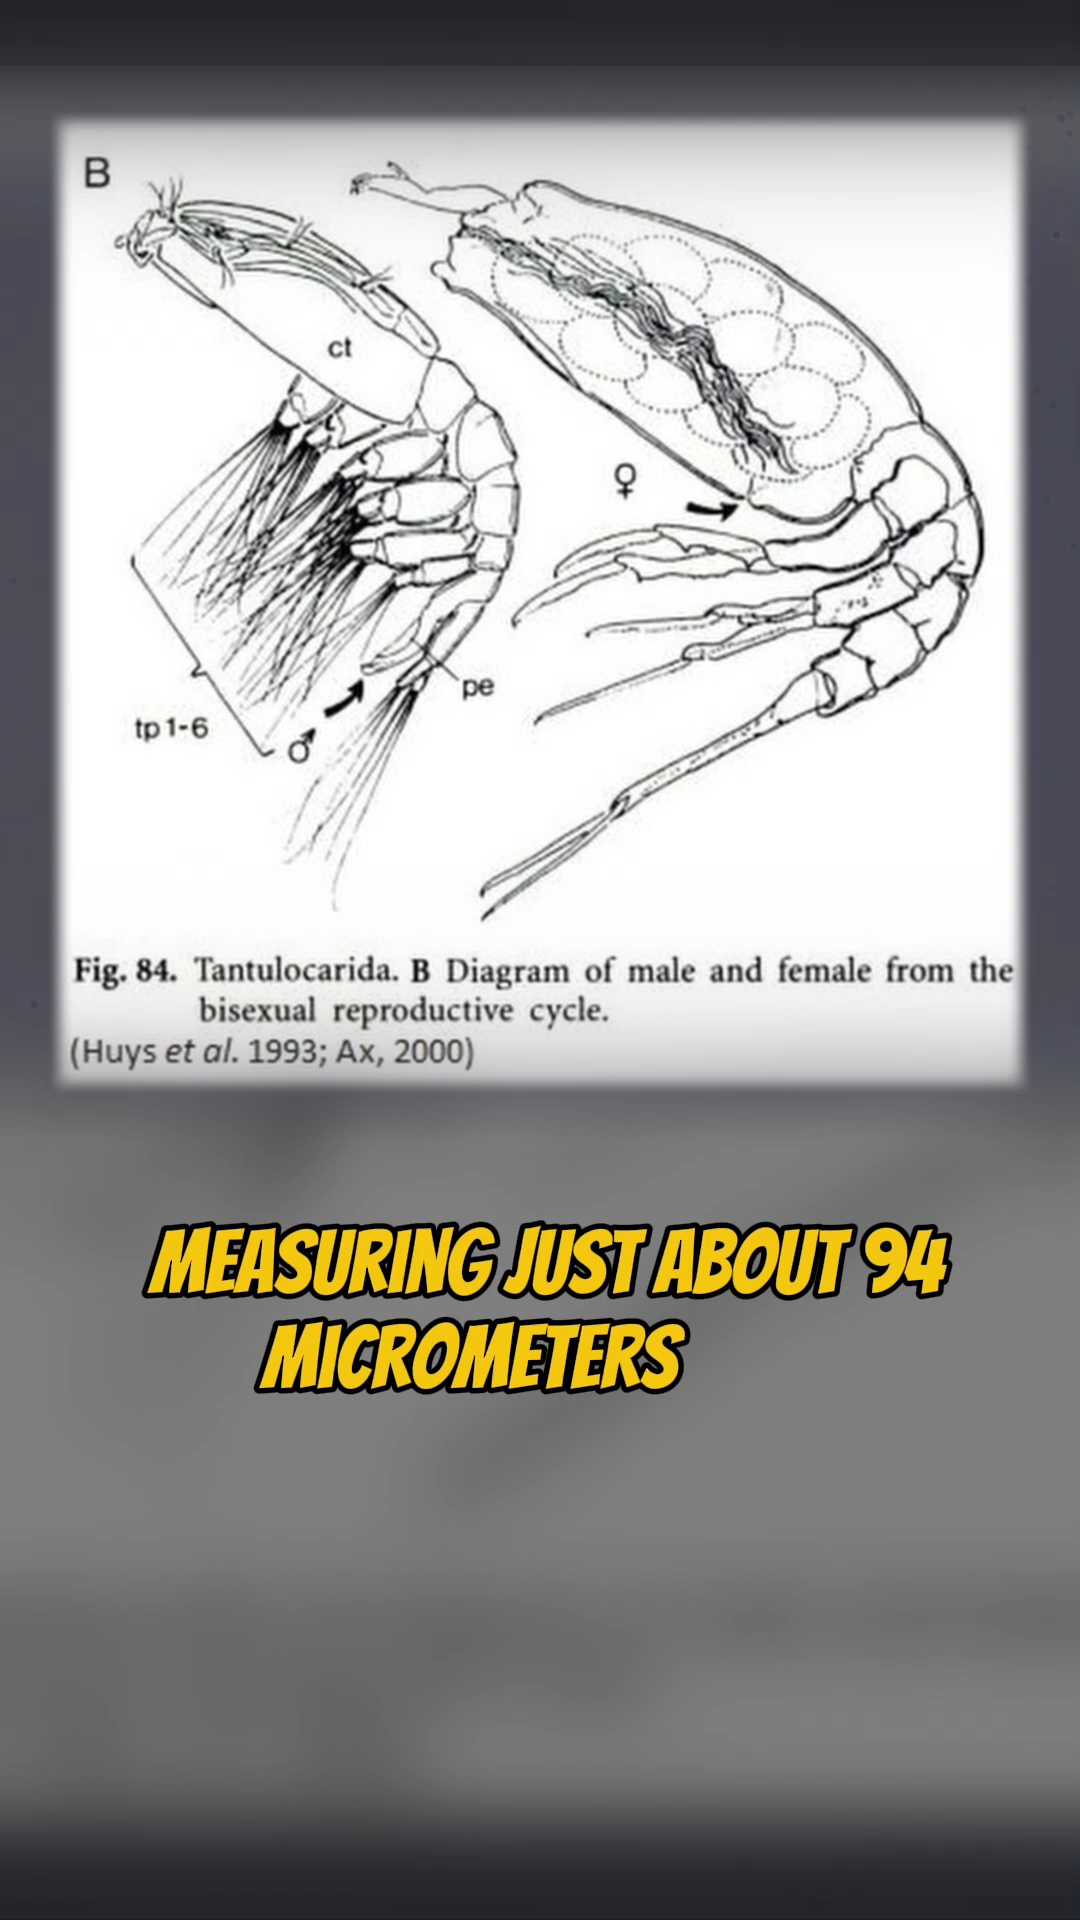 B
ct
♀
pe
tp 1-6
♂
Fig. 84. Tantulocarida. B Diagram of male and female from the
bisexual reproductive cycle.
(Huys et al. 1993; Ax, 2000)
MEASURING JUST ABOUT 94
MICROMETERS